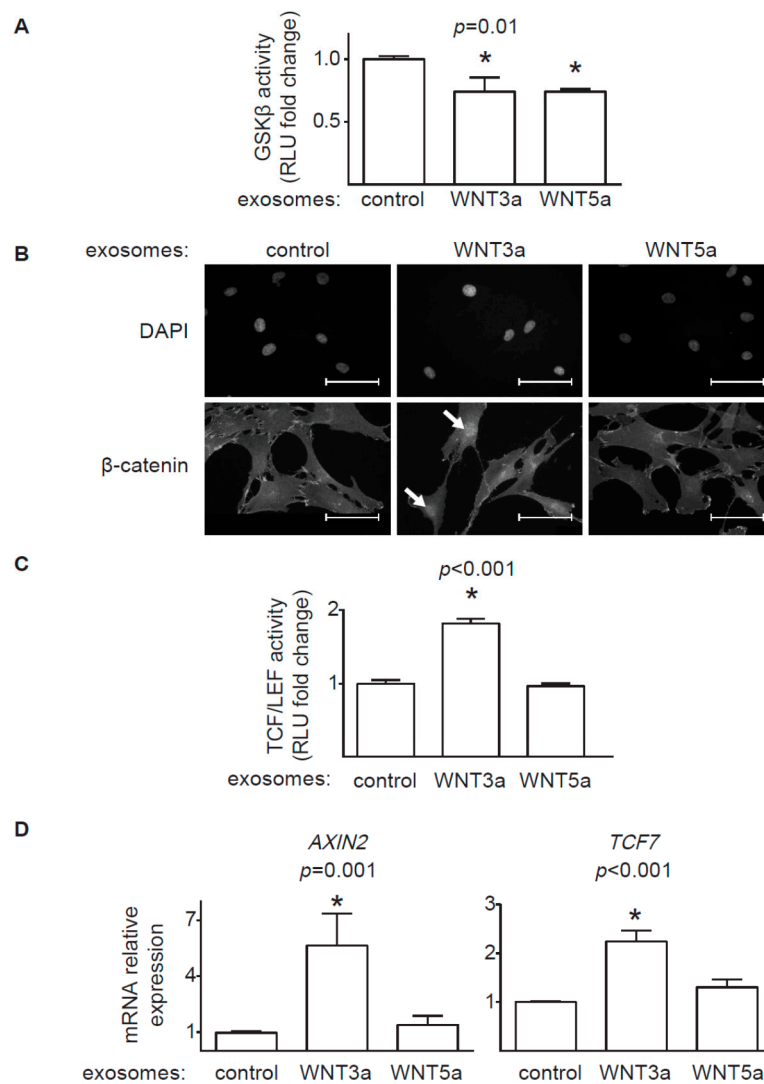 A
p=0.01
* *
GSKβ activity
(RLU fold change)
1.0
0.5
exosomes: control WNT3a WNT5a
B
exosomes: control WNT3a WNT5a
DAPI
β-catenin
C
p<0.001
*
TCF/LEF activity
(RLU fold change)
2
1
exosomes: control WNT3a WNT5a
D
AXIN2
p=0.001
*
mRNA relative
expression
7
4
1
exosomes: control WNT3a WNT5a
TCF7
p<0.001
*
3
2
1
control WNT3a WNT5a